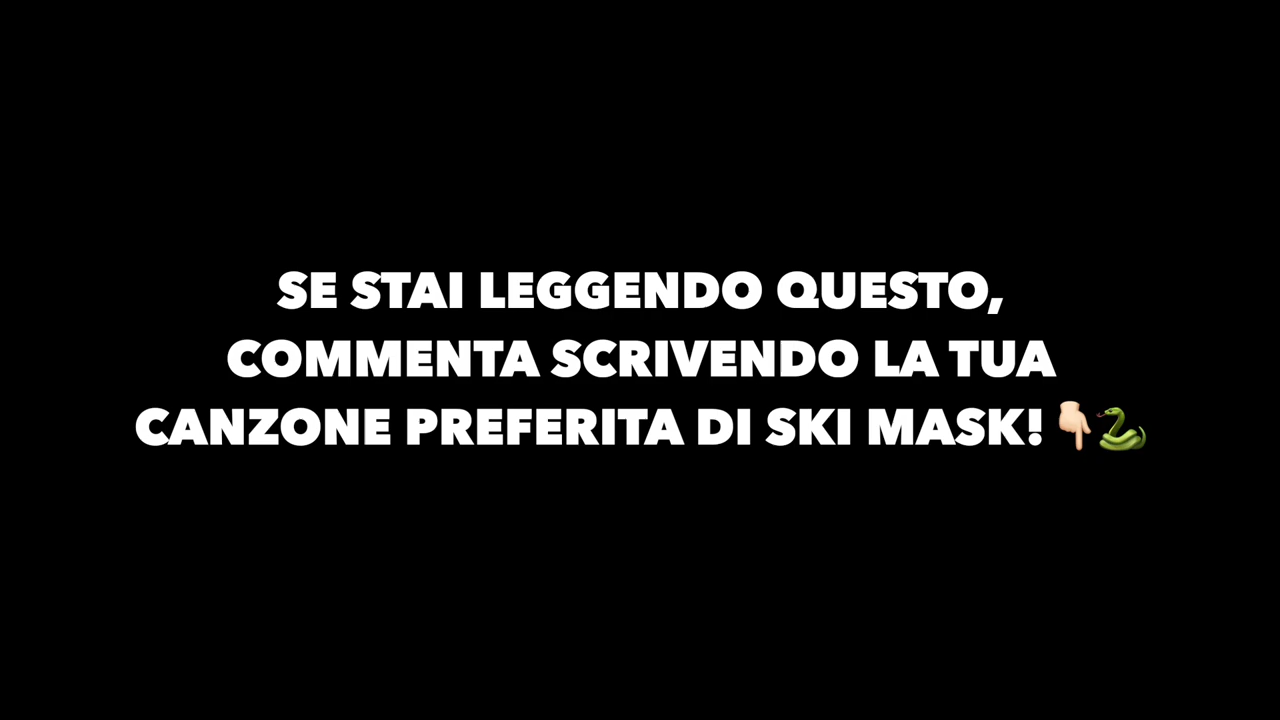 SE STAI LEGGENDO QUESTO,
COMMENTA SCRIVENDO LA TUA
CANZONE PREFERITA DI SKI MASK! 👇🏻🐍